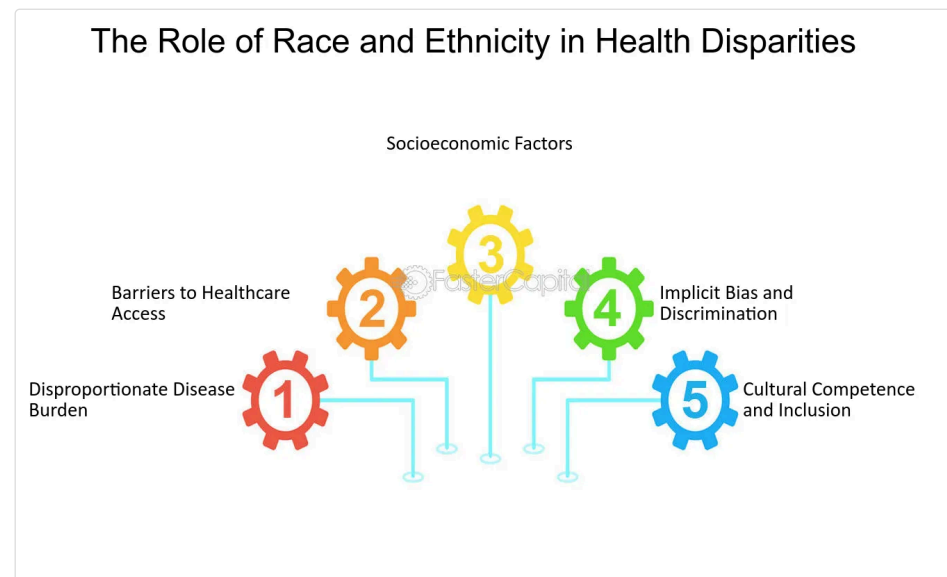 The Role of Race and Ethnicity in Health Disparities
Socioeconomic Factors
3
FasterCapital
Barriers to Healthcare
Access
2
4
Implicit Bias and
Discrimination
Disproportionate Disease
Burden
1
5
Cultural Competence
and Inclusion